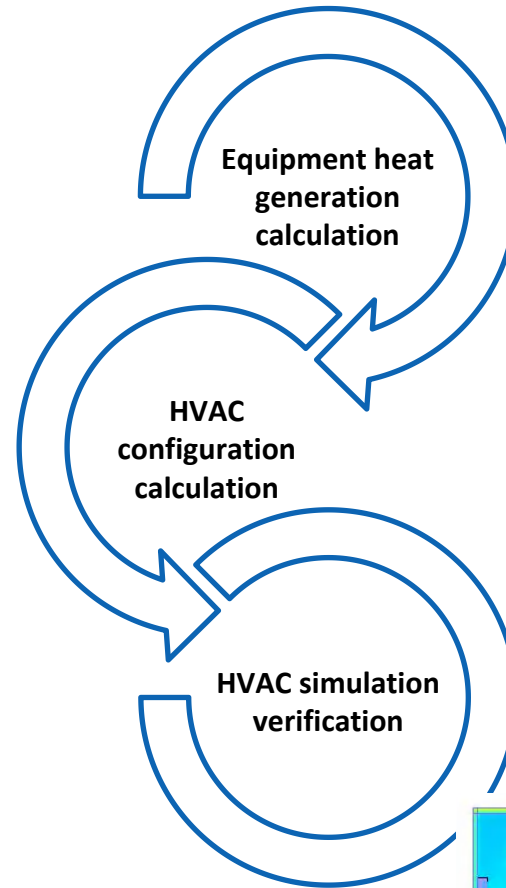 Equipment heat
generation
calculation
HVAC
configuration
calculation
HVAC simulation
verification